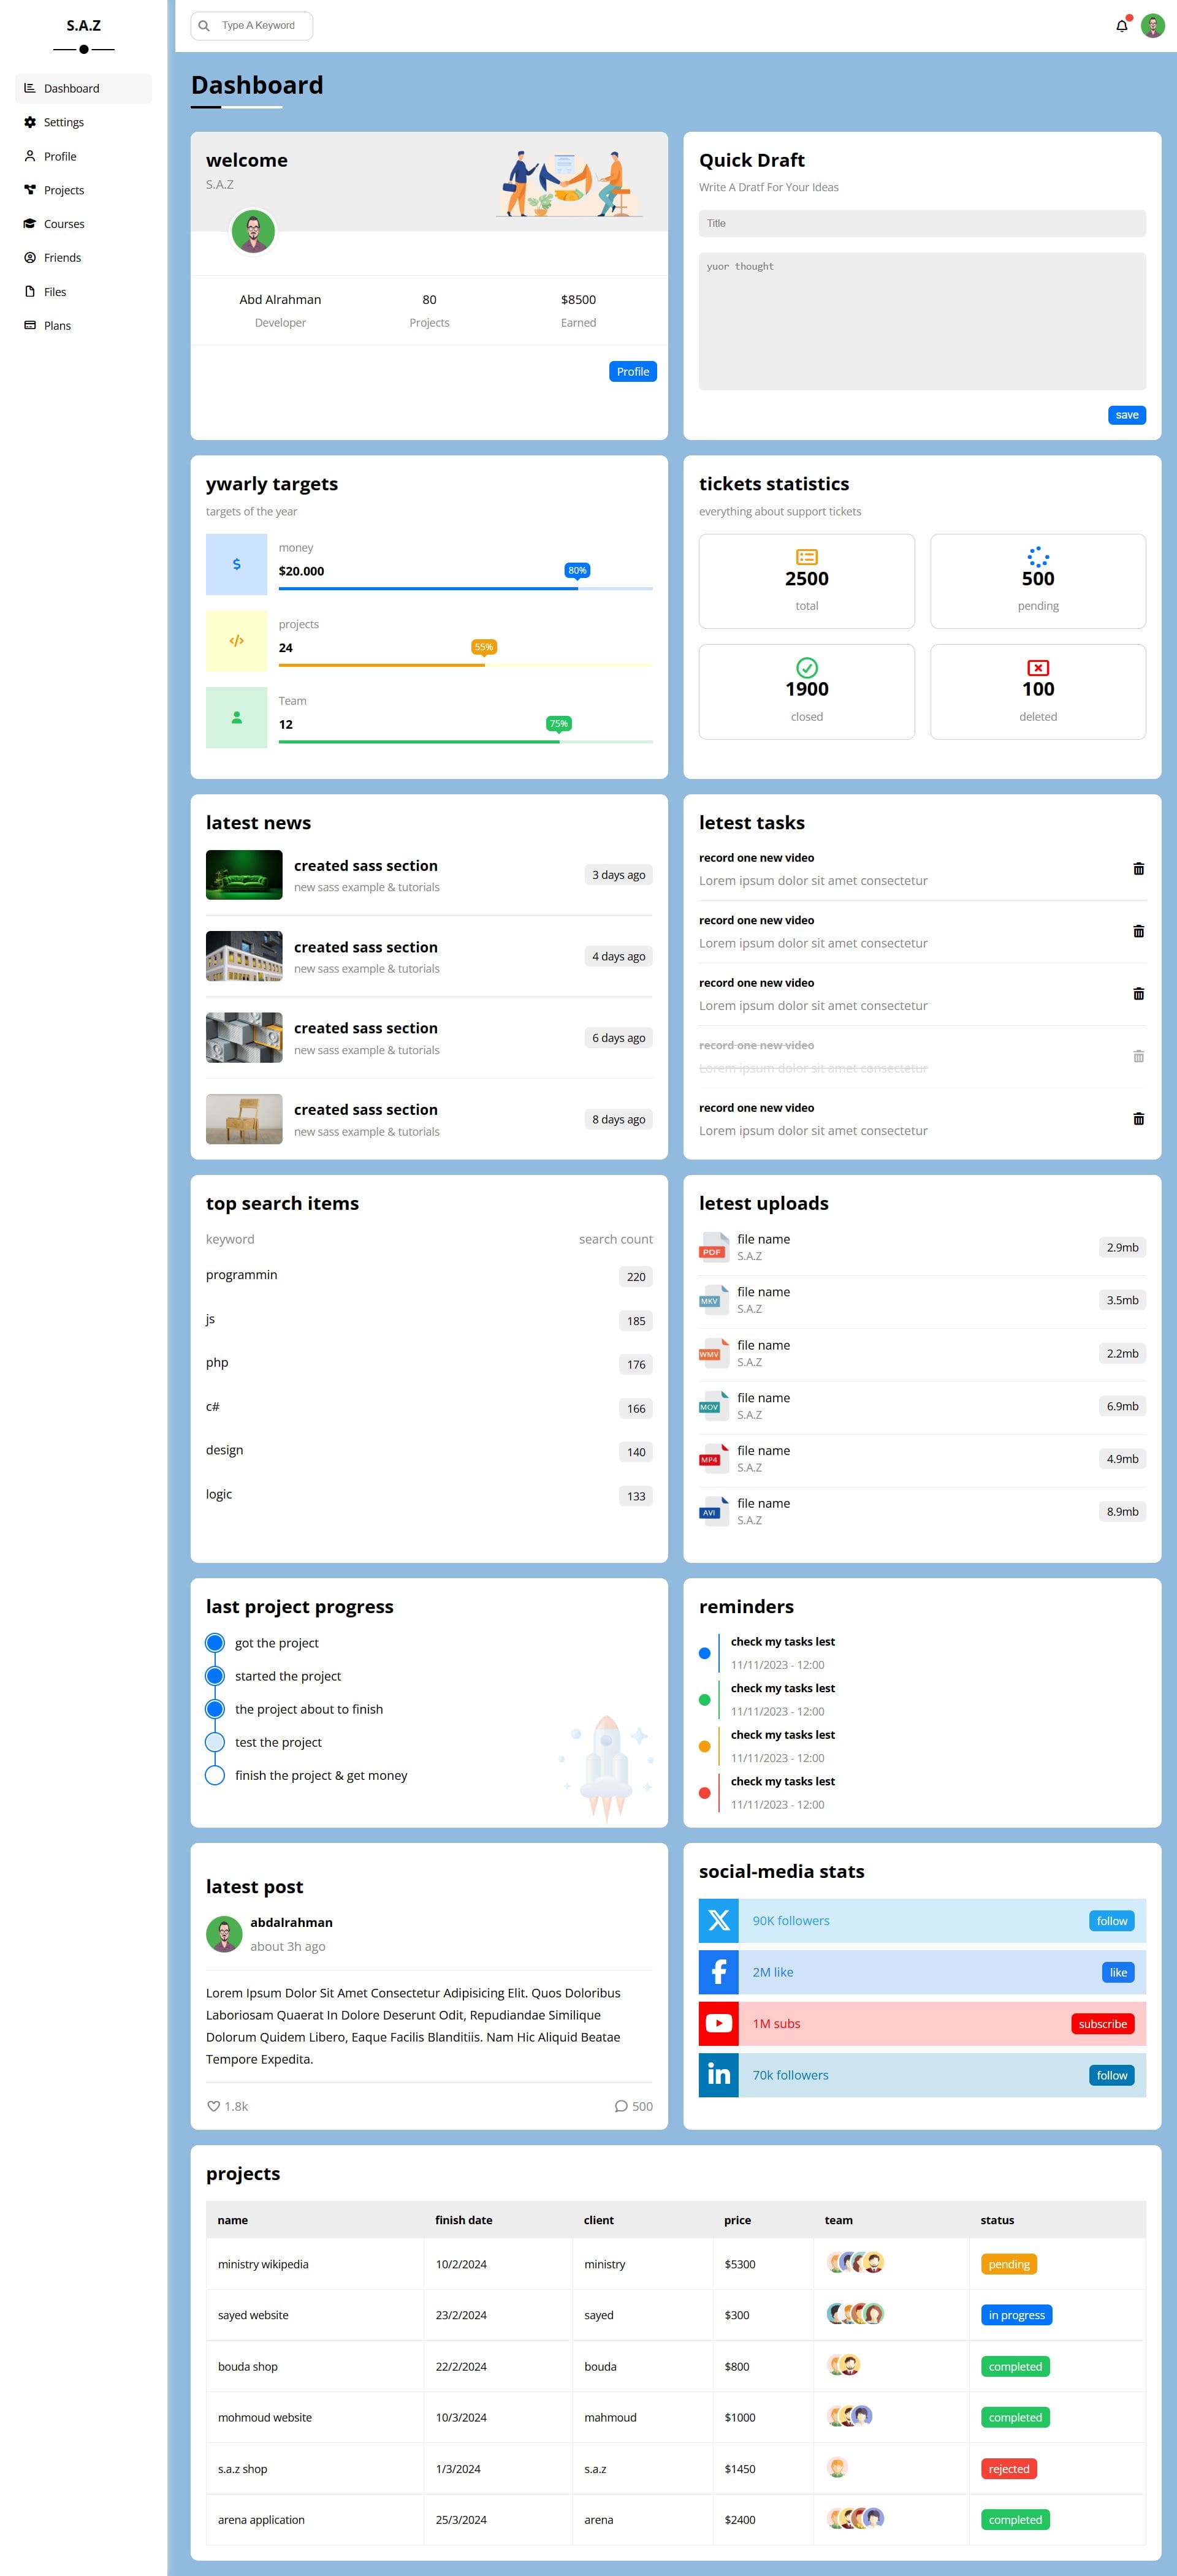 S.A.Z
Dashboard
Settings
Profile
Projects
Courses
Friends
Files
Plans
Type A Keyword
Dashboard
welcome
S.A.Z
Abd Alrahman
Developer
80
Projects
$8500
Earned
Profile
Quick Draft
Write A Dratf For Your Ideas
Title
yuor thought
save
ywarly targets
targets of the year
money
$20.000
80%
projects
24
55%
Team
12
75%
tickets statistics
everything about support tickets
2500
total
500
pending
1900
closed
100
deleted
latest news
created sass section
new sass example & tutorials
3 days ago
created sass section
new sass example & tutorials
4 days ago
created sass section
new sass example & tutorials
6 days ago
created sass section
new sass example & tutorials
8 days ago
letest tasks
record one new video
Lorem ipsum dolor sit amet consectetur
record one new video
Lorem ipsum dolor sit amet consectetur
record one new video
Lorem ipsum dolor sit amet consectetur
record one new video
Lorem ipsum dolor sit amet consectetur
record one new video
Lorem ipsum dolor sit amet consectetur
top search items
keyword search count
programmin 220
js 185
php 176
c# 166
design 140
logic 133
letest uploads
PDF
file name
S.A.Z
2.9mb
MKV
file name
S.A.Z
3.5mb
WMV
file name
S.A.Z
2.2mb
MOV
file name
S.A.Z
6.9mb
MP4
file name
S.A.Z
4.9mb
AVI
file name
S.A.Z
8.9mb
last project progress
got the project
started the project
the project about to finish
test the project
finish the project & get money
reminders
check my tasks lest
11/11/2023 - 12:00
check my tasks lest
11/11/2023 - 12:00
check my tasks lest
11/11/2023 - 12:00
check my tasks lest
11/11/2023 - 12:00
latest post
abdalrahman
about 3h ago
Lorem Ipsum Dolor Sit Amet Consectetur Adipisicing Elit. Quos Doloribus
Laboriosam Quaerat In Dolore Deserunt Odit, Repudiandae Similique
Dolorum Quidem Libero, Eaque Facilis Blanditiis. Nam Hic Aliquid Beatae
Tempore Expedita.
1.8k 500
social-media stats
90K followers follow
2M like like
1M subs subscribe
70k followers follow
projects
name finish date client price team status
ministry wikipedia 10/2/2024 ministry $5300 pending
sayed website 23/2/2024 sayed $300 in progress
bouda shop 22/2/2024 bouda $800 completed
mohmoud website 10/3/2024 mahmoud $1000 completed
s.a.z shop 1/3/2024 s.a.z $1450 rejected
arena application 25/3/2024 arena $2400 completed